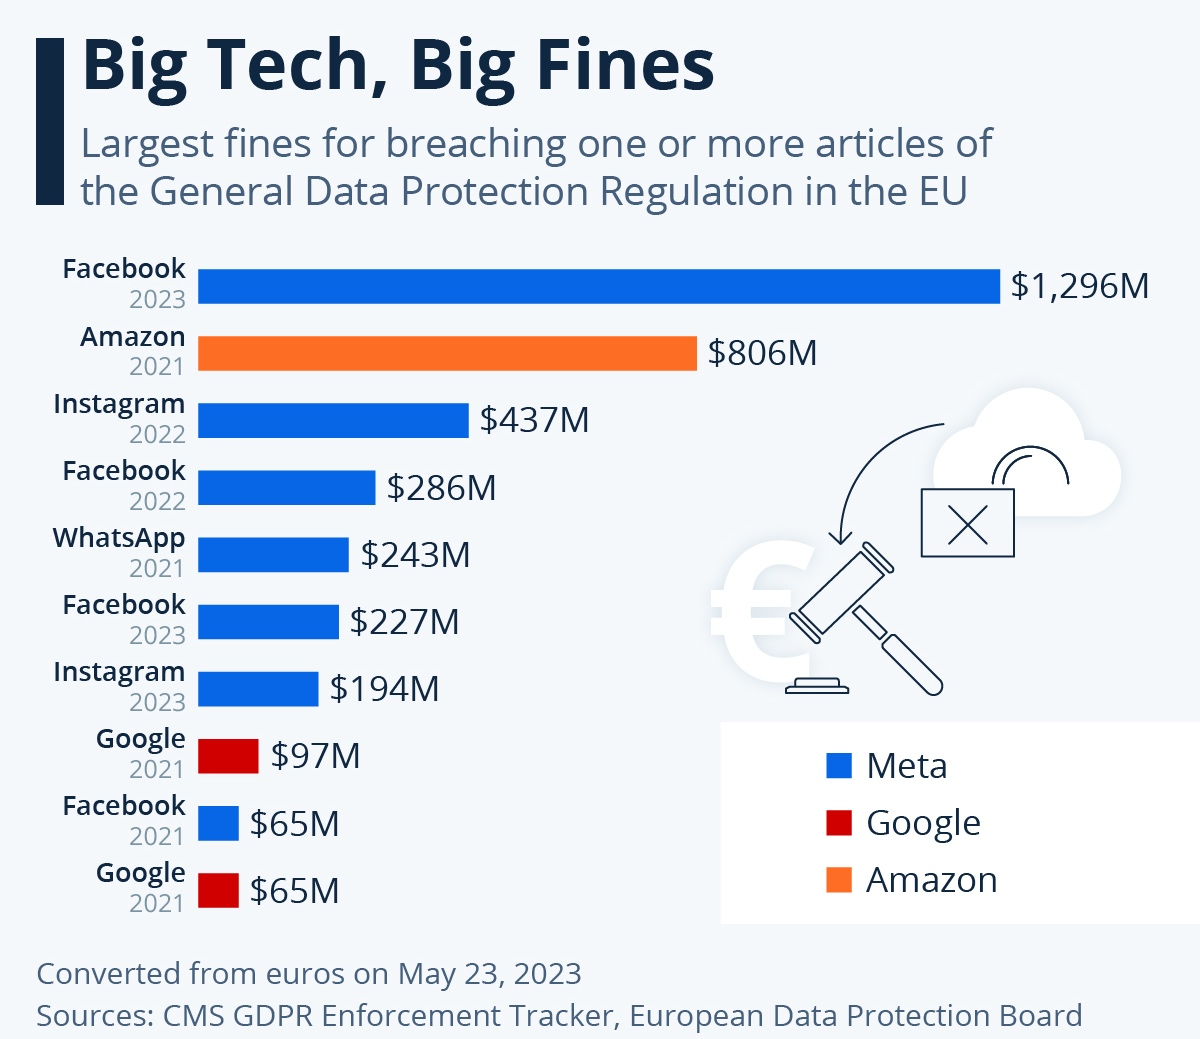 Big Tech, Big Fines
Largest fines for breaching one or more articles of
the General Data Protection Regulation in the EU
Facebook
2023
$1,296M
Amazon
2021
$806M
Instagram
2022
$437M
Facebook
2022
$286M
WhatsApp
2021
$243M
Facebook
2023
$227M
Instagram
2023
$194M
Google
2021
$97M
Facebook
2021
$65M
Google
2021
$65M
€
Meta
Google
Amazon
Converted from euros on May 23, 2023
Sources: CMS GDPR Enforcement Tracker, European Data Protection Board